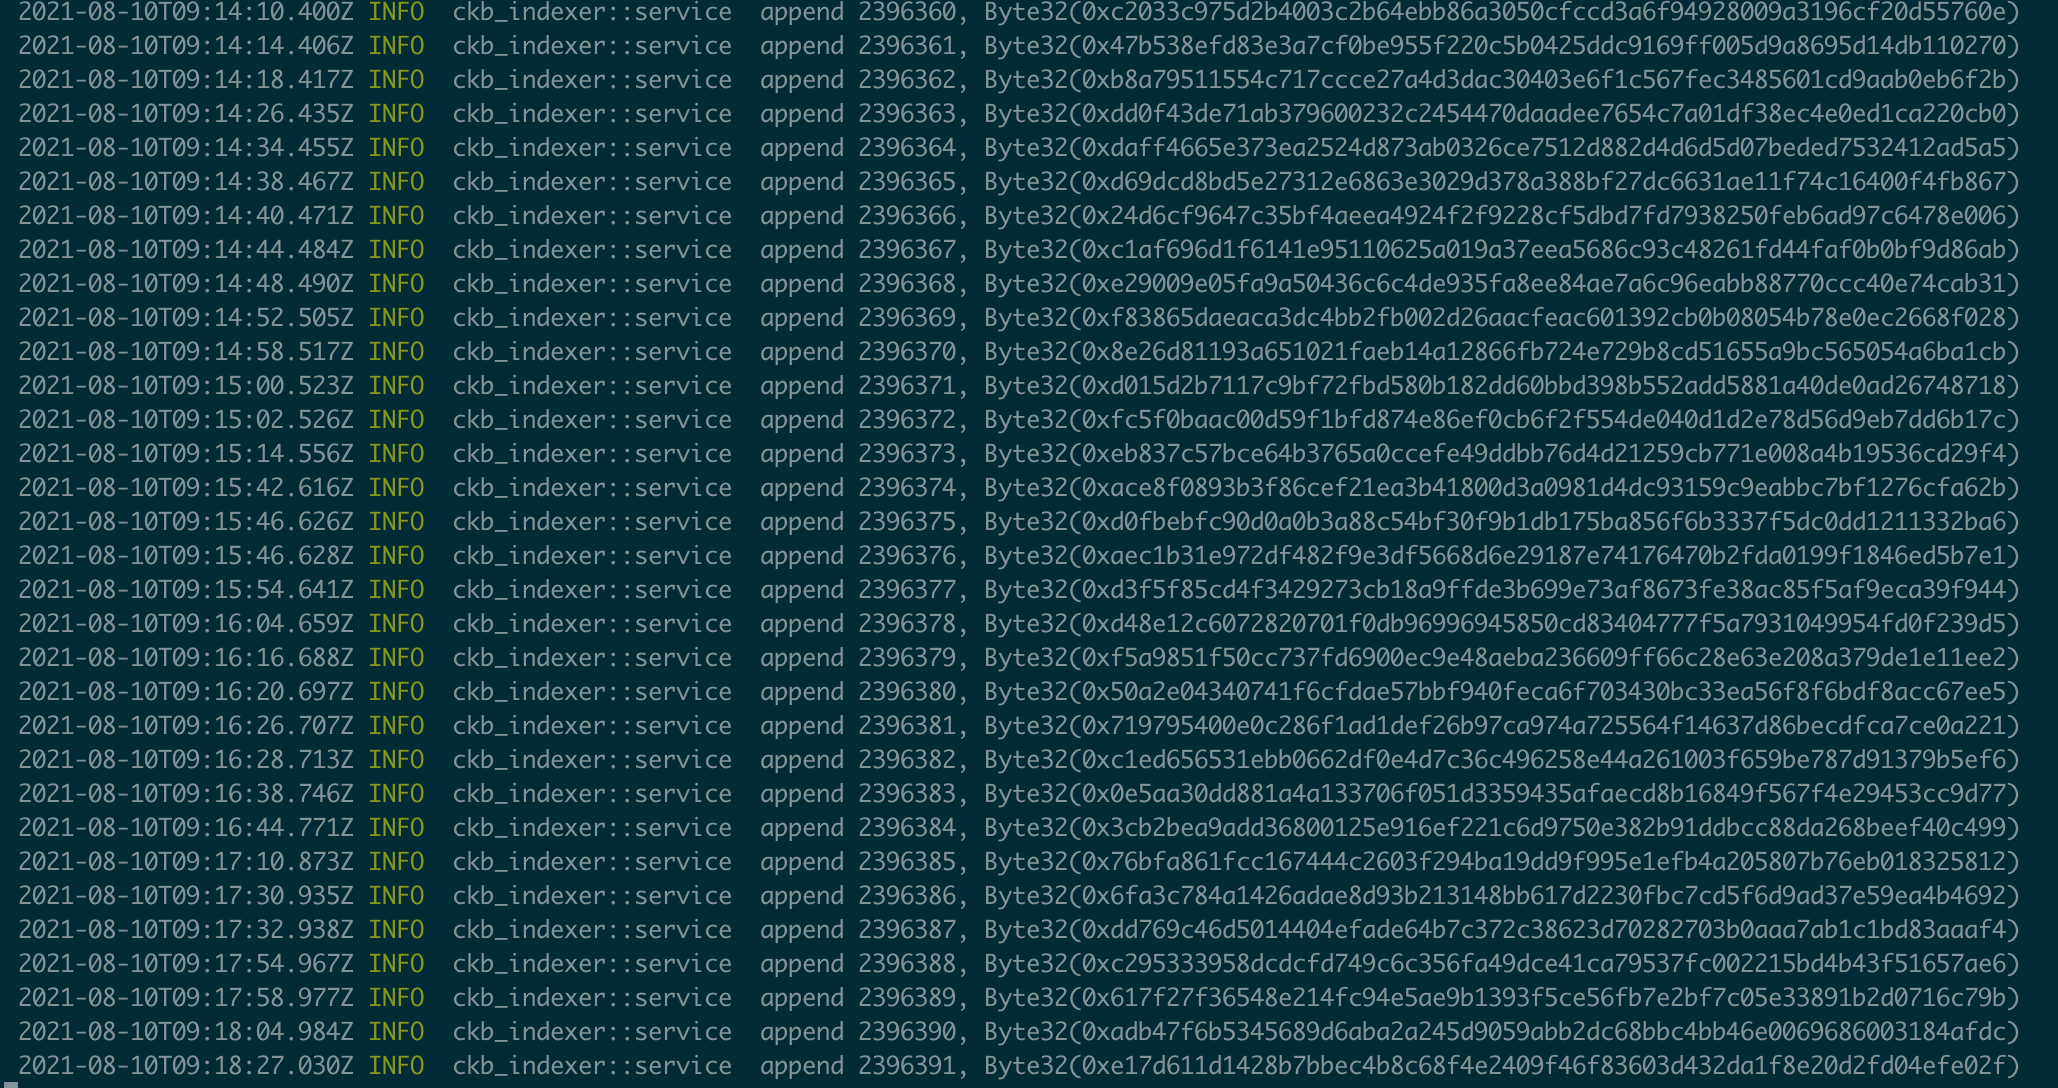 2021-08-10T09:14:10.400Z INFO ckb_indexer::service append 2396360, Byte32(0xc2033c975d2b4003c2b64ebb86a3050cfccd3a6f94928009a3196cf20d55760e)
2021-08-10T09:14:14.406Z INFO ckb_indexer::service append 2396361, Byte32(0x47b538efd83e3a7cf0be955f220c5b0425ddc9169ff005d9a8695d14db110270)
2021-08-10T09:14:18.417Z INFO ckb_indexer::service append 2396362, Byte32(0xb8a79511554c717ccce27a4d3dac30403e6f1c567fec3485601cd9aab0eb6f2b)
2021-08-10T09:14:26.435Z INFO ckb_indexer::service append 2396363, Byte32(0xdd0f43de71ab379600232c2454470daadee7654c7a01df38ec4e0ed1ca220cb0)
2021-08-10T09:14:34.455Z INFO ckb_indexer::service append 2396364, Byte32(0xdaff4665e373ea2524d873ab0326ce7512d882d4d6d5d07beded7532412ad5a5)
2021-08-10T09:14:38.467Z INFO ckb_indexer::service append 2396365, Byte32(0xd69dcd8bd5e27312e6863e3029d378a388bf27dc6631ae11f74c16400f4fb867)
2021-08-10T09:14:40.471Z INFO ckb_indexer::service append 2396366, Byte32(0x24d6cf9647c35bf4aeea4924f2f9228cf5dbd7fd7938250feb6ad97c6478e006)
2021-08-10T09:14:44.484Z INFO ckb_indexer::service append 2396367, Byte32(0xc1af696d1f6141e95110625a019a37eea5686c93c48261fd44faf0b0bf9d86ab)
2021-08-10T09:14:48.490Z INFO ckb_indexer::service append 2396368, Byte32(0xe29009e05fa9a50436c6c4de935fa8ee84ae7a6c96eabb88770ccc40e74cab31)
2021-08-10T09:14:52.505Z INFO ckb_indexer::service append 2396369, Byte32(0xf83865daeaca3dc4bb2fb002d26aacfeac601392cb0b08054b78e0ec2668f028)
2021-08-10T09:14:58.517Z INFO ckb_indexer::service append 2396370, Byte32(0x8e26d81193a651021faeb14a12866fb724e729b8cd51655a9bc565054a6ba1cb)
2021-08-10T09:15:00.523Z INFO ckb_indexer::service append 2396371, Byte32(0xd015d2b7117c9bf72fbd580b182dd60bbd398b552add5881a40de0ad26748718)
2021-08-10T09:15:02.526Z INFO ckb_indexer::service append 2396372, Byte32(0xfc5f0baac00d59f1bfd874e86ef0cb6f2f554de040d1d2e78d56d9eb7dd6b17c)
2021-08-10T09:15:14.556Z INFO ckb_indexer::service append 2396373, Byte32(0xeb837c57bce64b3765a0ccefe49ddbb76d4d21259cb771e008a4b19536cd29f4)
2021-08-10T09:15:42.616Z INFO ckb_indexer::service append 2396374, Byte32(0xace8f0893b3f86cef21ea3b41800d3a0981d4dc93159c9eabbc7bf1276cfa62b)
2021-08-10T09:15:46.626Z INFO ckb_indexer::service append 2396375, Byte32(0xd0fbebfc90d0a0b3a88c54bf30f9b1db175ba856f6b3337f5dc0dd1211332ba6)
2021-08-10T09:15:46.628Z INFO ckb_indexer::service append 2396376, Byte32(0xaec1b31e972df482f9e3df5668d6e29187e74176470b2fda0199f1846ed5b7e1)
2021-08-10T09:15:54.641Z INFO ckb_indexer::service append 2396377, Byte32(0xd3f5f85cd4f3429273cb18a9ffde3b699e73af8673fe38ac85f5af9eca39f944)
2021-08-10T09:16:04.659Z INFO ckb_indexer::service append 2396378, Byte32(0xd48e12c6072820701f0db96996945850cd83404777f5a7931049954fd0f239d5)
2021-08-10T09:16:16.688Z INFO ckb_indexer::service append 2396379, Byte32(0xf5a9851f50cc737fd6900ec9e48aeba236609ff66c28e63e208a379de1e11ee2)
2021-08-10T09:16:20.697Z INFO ckb_indexer::service append 2396380, Byte32(0x50a2e04340741f6cfdae57bbf940feca6f703430bc33ea56f8f6bdf8acc67ee5)
2021-08-10T09:16:26.707Z INFO ckb_indexer::service append 2396381, Byte32(0x719795400e0c286f1ad1def26b97ca974a725564f14637d86becdfca7ce0a221)
2021-08-10T09:16:28.713Z INFO ckb_indexer::service append 2396382, Byte32(0xc1ed656531ebb0662df0e4d7c36c496258e44a261003f659be787d91379b5ef6)
2021-08-10T09:16:38.746Z INFO ckb_indexer::service append 2396383, Byte32(0x0e5aa30dd881a4a133706f051d3359435afaecd8b16849f567f4e29453cc9d77)
2021-08-10T09:16:44.771Z INFO ckb_indexer::service append 2396384, Byte32(0x3cb2bea9add36800125e916ef221c6d9750e382b91ddbcc88da268beef40c499)
2021-08-10T09:17:10.873Z INFO ckb_indexer::service append 2396385, Byte32(0x76bfa861fcc167444c2603f294ba19dd9f995e1efb4a205807b76eb018325812)
2021-08-10T09:17:30.935Z INFO ckb_indexer::service append 2396386, Byte32(0x6fa3c784a1426adae8d93b213148bb617d2230fbc7cd5f6d9ad37e59ea4b4692)
2021-08-10T09:17:32.938Z INFO ckb_indexer::service append 2396387, Byte32(0xdd769c46d5014404efade64b7c372c38623d70282703b0aaa7ab1c1bd83aaaf4)
2021-08-10T09:17:54.967Z INFO ckb_indexer::service append 2396388, Byte32(0xc295333958dcdcfd749c6c356fa49dce41ca79537fc002215bd4b43f51657ae6)
2021-08-10T09:17:58.977Z INFO ckb_indexer::service append 2396389, Byte32(0x617f27f36548e214fc94e5ae9b1393f5ce56fb7e2bf7c05e33891b2d0716c79b)
2021-08-10T09:18:04.984Z INFO ckb_indexer::service append 2396390, Byte32(0xadb47f6b5345689d6aba2a245d9059abb2dc68bbc4bb46e0069686003184afdc)
2021-08-10T09:18:27.030Z INFO ckb_indexer::service append 2396391, Byte32(0xe17d611d1428b7bbec4b8c68f4e2409f46f83603d432da1f8e20d2fd04efe02f)